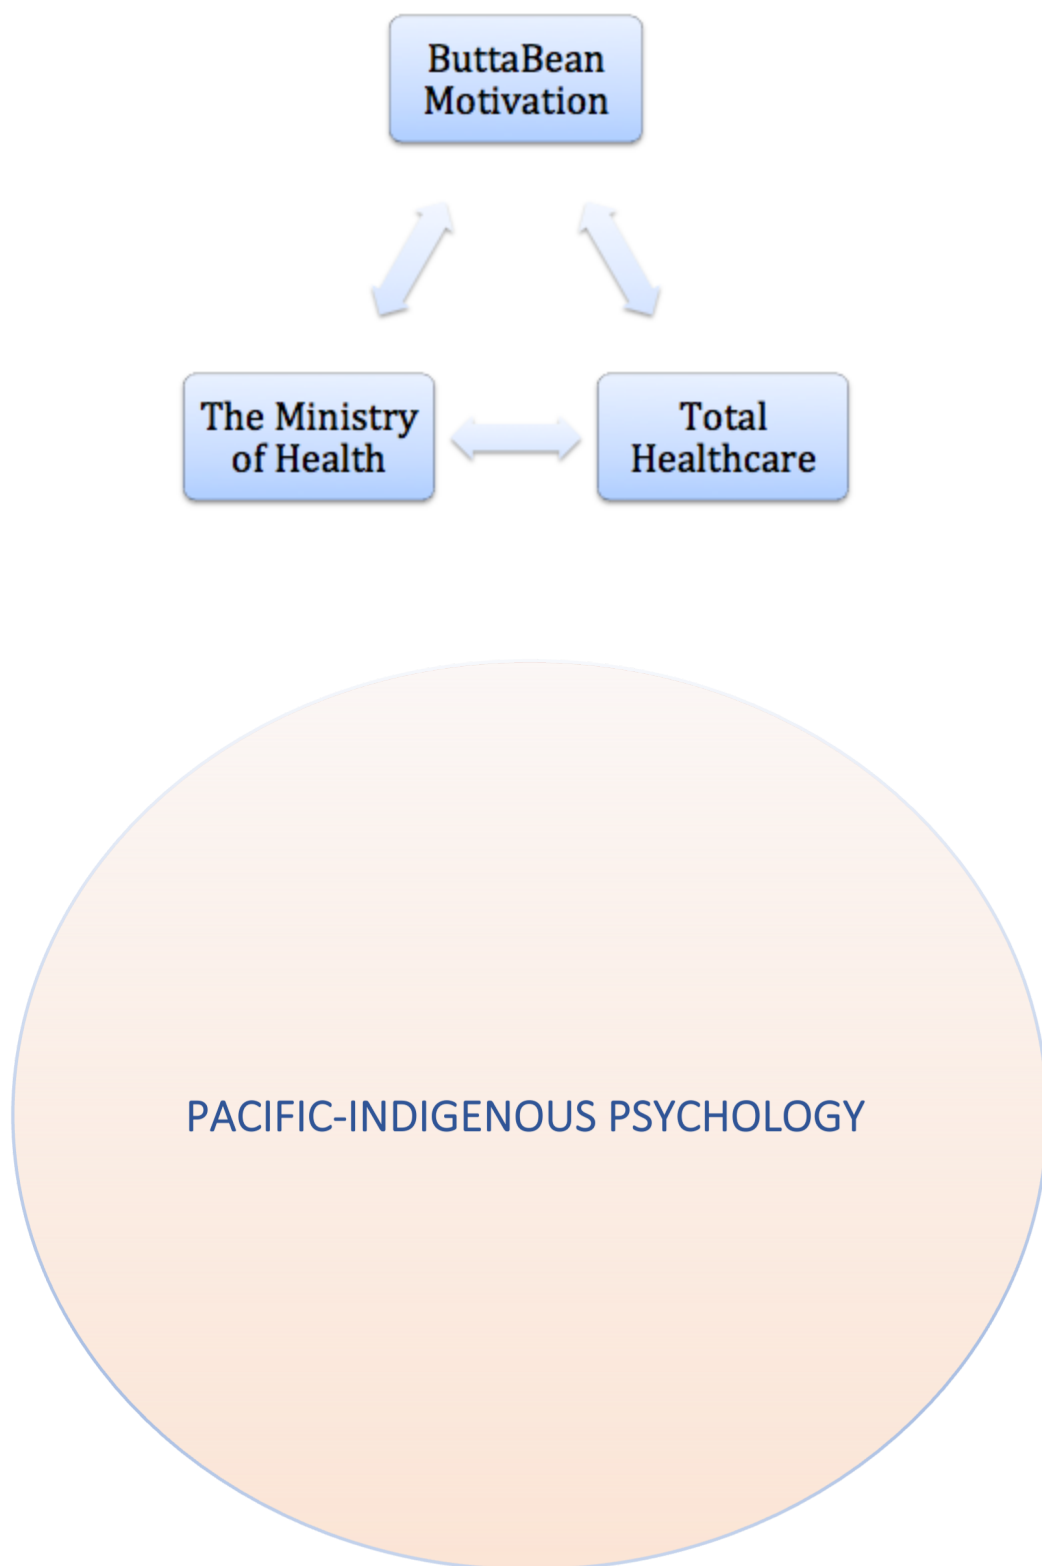 ButtaBean
Motivation
The Ministry
of Health
Total
Healthcare
PACIFIC-INDIGENOUS PSYCHOLOGY